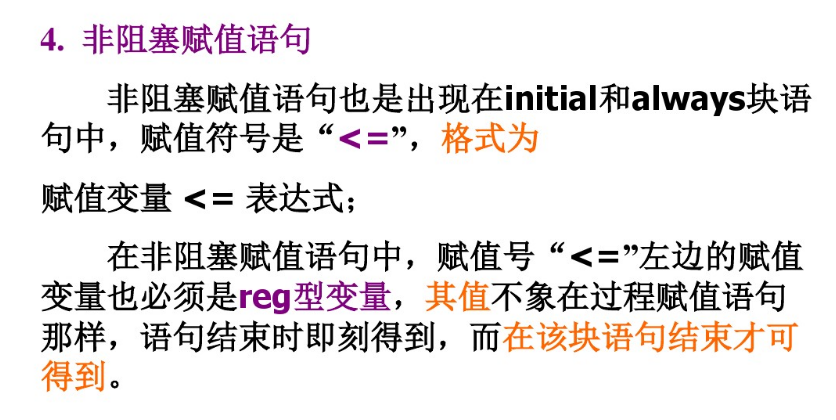 4. 非阻塞赋值语句
非阻塞赋值语句也是出现在initial和always块语
句中，赋值符号是“<=”，格式为
赋值变量 <= 表达式；
在非阻塞赋值语句中，赋值号“<=”左边的赋值
变量也必须是reg型变量，其值不象在过程赋值语句
那样，语句结束时即刻得到，而在该块语句结束才可
得到。